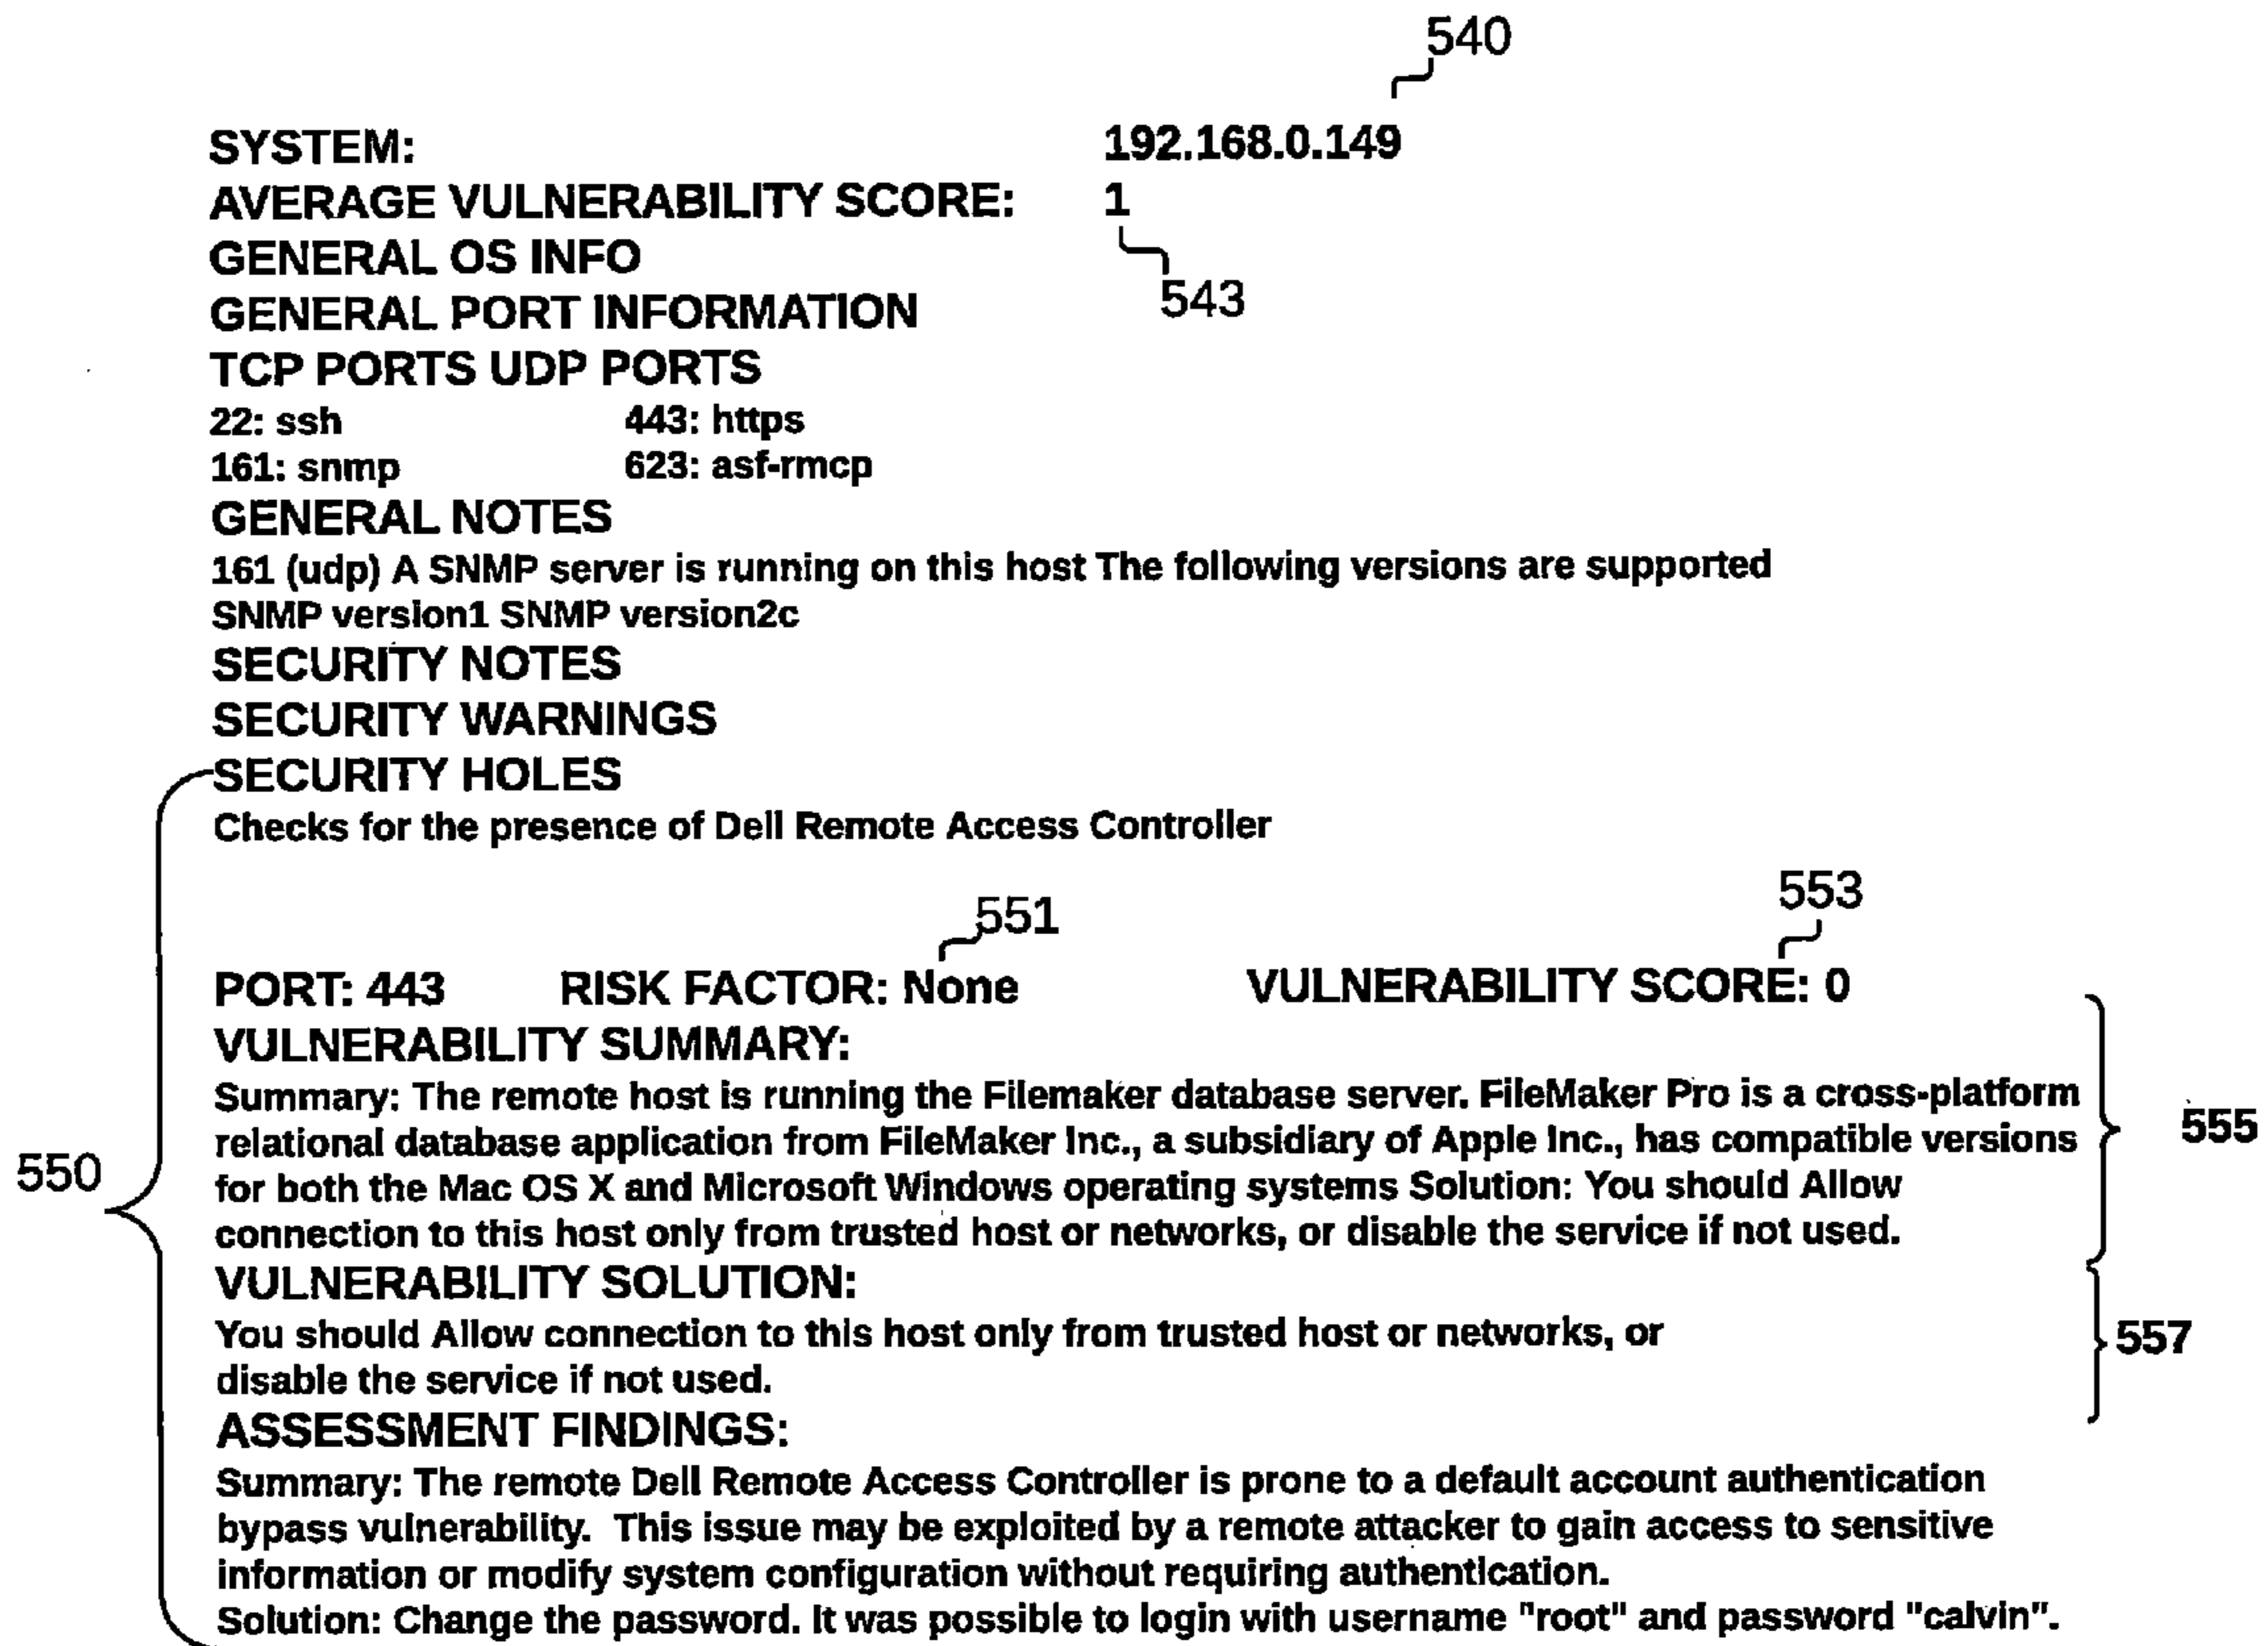 540
SYSTEM: 192.168.0.149
AVERAGE VULNERABILITY SCORE: 1
GENERAL OS INFO
543
GENERAL PORT INFORMATION
TCP PORTS UDP PORTS
22: ssh 443: https
161: snmp 623: asf-rmcp
GENERAL NOTES
161 (udp) A SNMP server is running on this host The following versions are supported
SNMP version1 SNMP version2c
SECURITY NOTES
SECURITY WARNINGS
SECURITY HOLES
Checks for the presence of Dell Remote Access Controller
551 553
PORT: 443 RISK FACTOR: None VULNERABILITY SCORE: 0
VULNERABILITY SUMMARY:
Summary: The remote host is running the Filemaker database server. FileMaker Pro is a cross-platform
relational database application from FileMaker Inc., a subsidiary of Apple Inc., has compatible versions
555
550
for both the Mac OS X and Microsoft Windows operating systems Solution: You should Allow
connection to this host only from trusted host or networks, or disable the service if not used.
VULNERABILITY SOLUTION:
You should Allow connection to this host only from trusted host or networks, or
557
disable the service if not used.
ASSESSMENT FINDINGS:
Summary: The remote Dell Remote Access Controller is prone to a default account authentication
bypass vulnerability. This issue may be exploited by a remote attacker to gain access to sensitive
information or modify system configuration without requiring authentication.
Solution: Change the password. It was possible to login with username "root" and password "calvin".